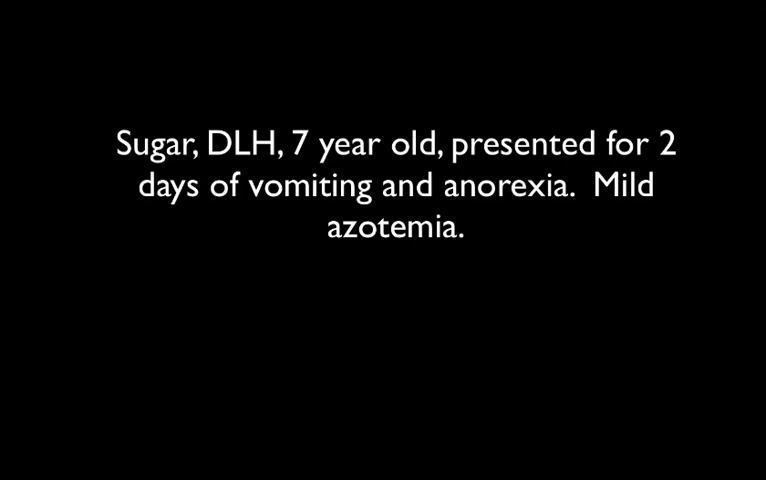 Sugar, DLH, 7 year old, presented for 2
days of vomiting and anorexia.  Mild
azotemia.